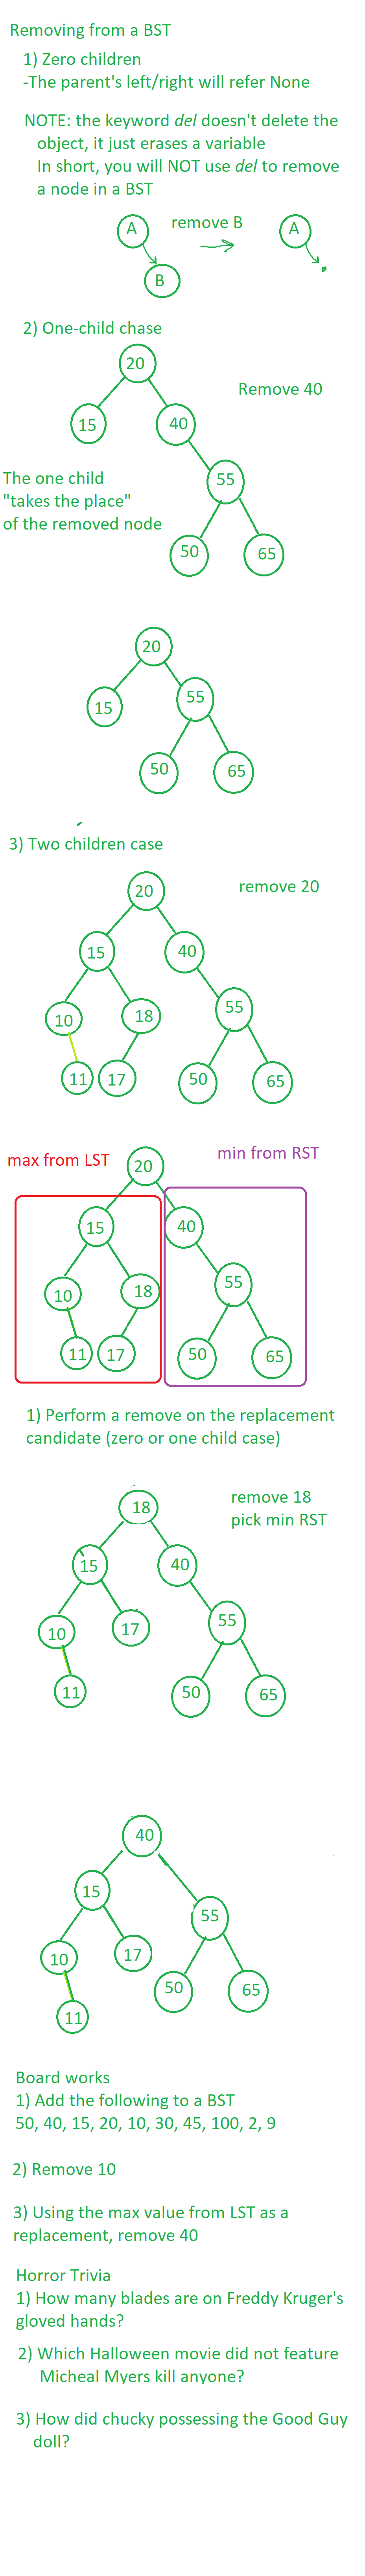 Removing from a BST
1) Zero children
-The parent's left/right will refer None
NOTE: the keyword del doesn't delete the
object, it just erases a variable
In short, you will NOT use del to remove
a node in a BST
A
remove B
A
B
2) One-child chase
20
Remove 40
15
40
The one child
"takes the place"
of the removed node
55
50
65
20
15
55
50
65
3) Two children case
20
remove 20
15
40
10
18
55
11
17
50
65
max from LST
20
min from RST
15
40
10
18
55
11
17
50
65
1) Perform a remove on the replacement
candidate (zero or one child case)
18
remove 18
pick min RST
15
40
10
17
55
11
50
65
40
15
55
10
17
50
65
11
Board works
1) Add the following to a BST
50, 40, 15, 20, 10, 30, 45, 100, 2, 9
2) Remove 10
3) Using the max value from LST as a
replacement, remove 40
Horror Trivia
1) How many blades are on Freddy Kruger's
gloved hands?
2) Which Halloween movie did not feature
Micheal Myers kill anyone?
3) How did chucky possessing the Good Guy
doll?